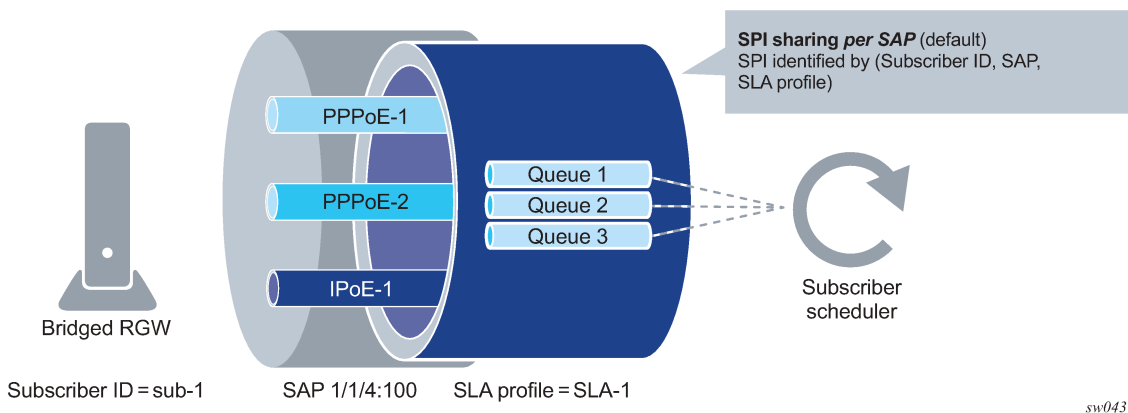 SPI sharing per SAP (default)
SPI identified by (Subscriber ID, SAP,
SLA profile)
PPPoE-1
PPPoE-2
IPoE-1
Queue 1
Queue 2
Queue 3
Subscriber
scheduler
Bridged RGW
Subscriber ID = sub-1
SAP 1/1/4:100
SLA profile = SLA-1
sw043